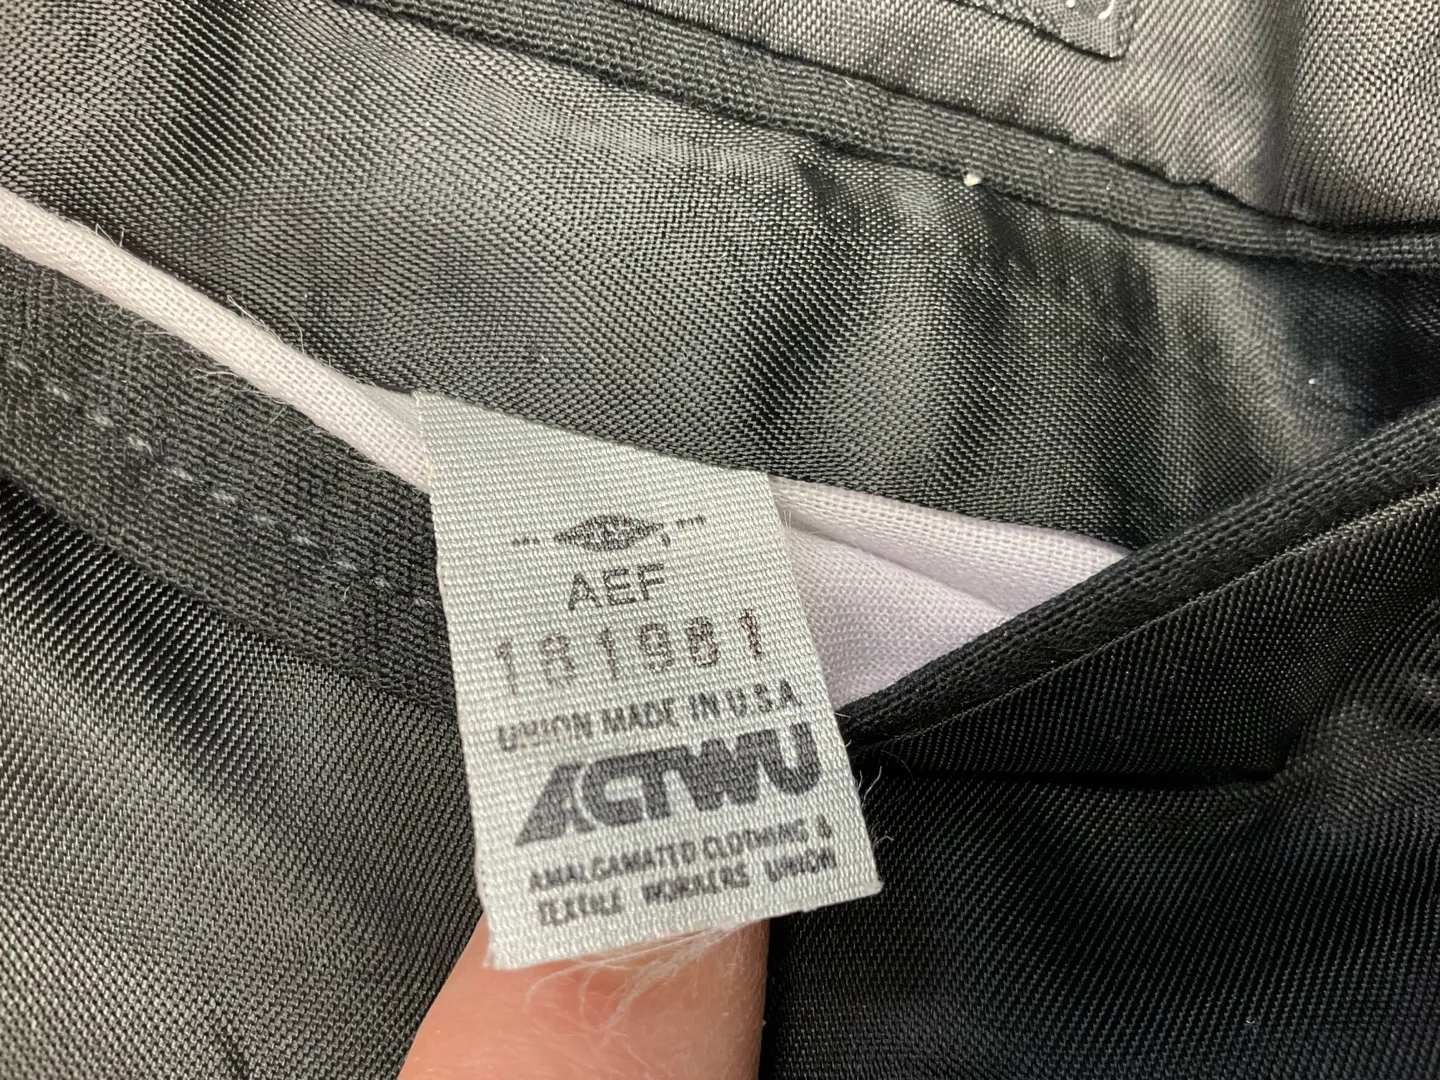 AEF
181981
UNION MADE IN U.S.A
ACTWU
AMALGAMATED CLOTHING &
TEXTILE WORKERS UNION